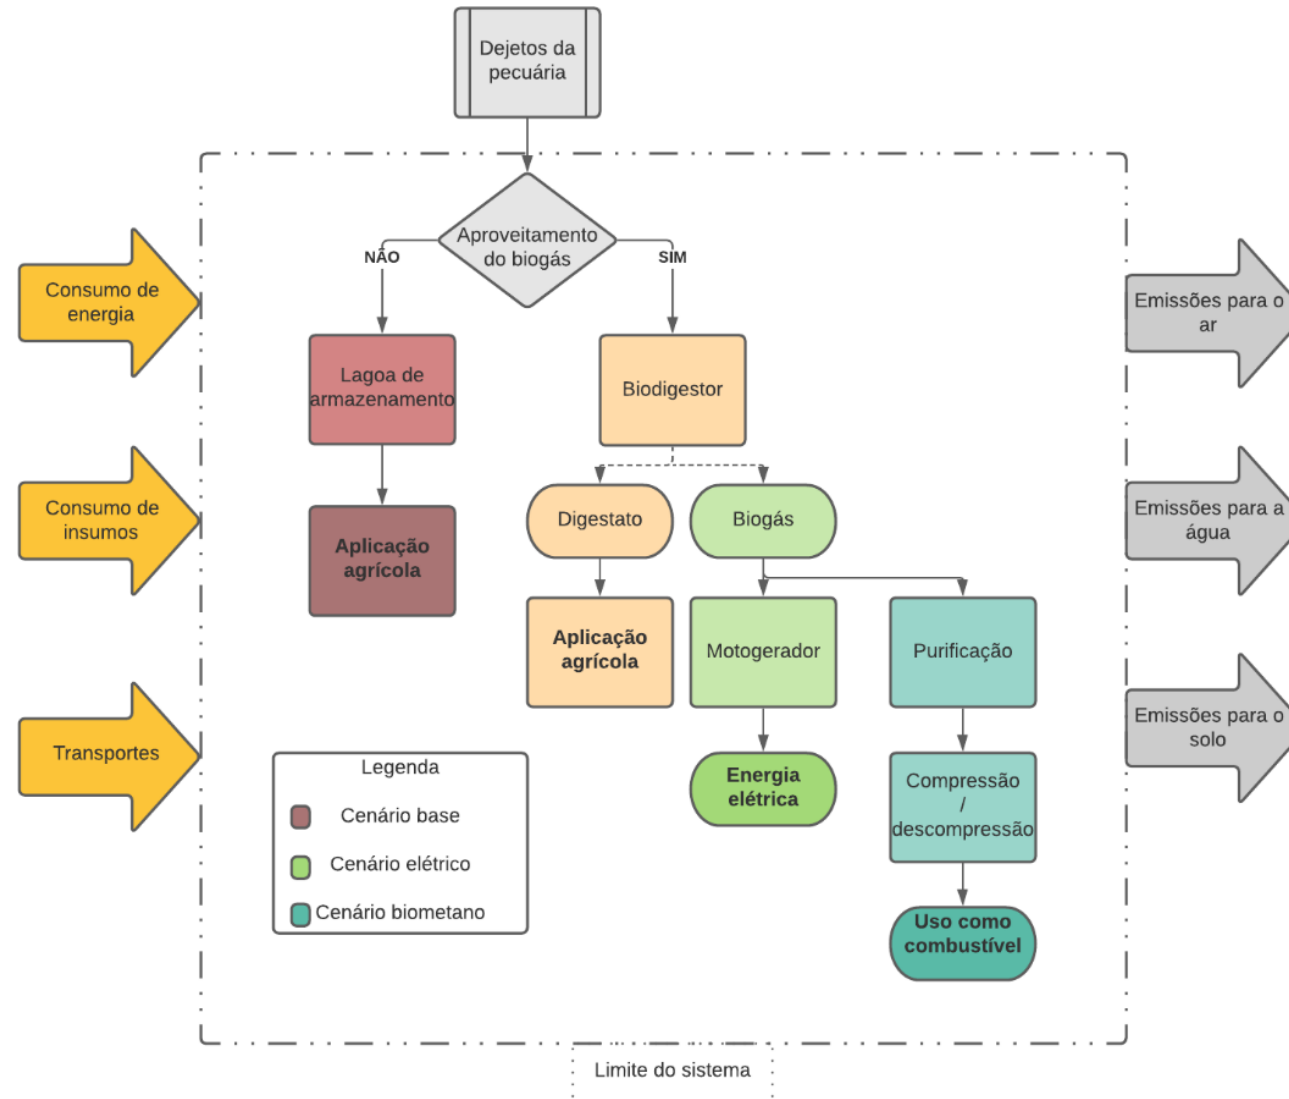 Dejetos da
pecuária
Aproveitamento
do biogás
NÃO
SIM
Consumo de
energia
Emissões para o
ar
Lagoa de
armazenamento
Biodigestor
Consumo de
insumos
Digestato
Biogás
Emissões para a
água
Aplicação
agrícola
Aplicação
agrícola
Motogerador
Purificação
Transportes
Emissões para o
solo
Energia
elétrica
Compressão
/
descompressão
Legenda
Cenário base
Cenário elétrico
Cenário biometano
Uso como
combustível
Limite do sistema